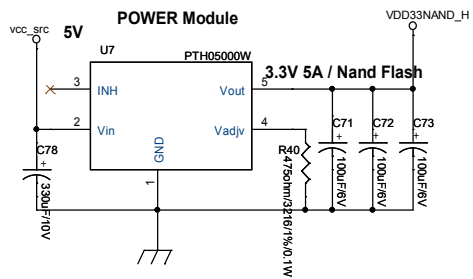 POWER Module
vcc_src
5V
VDD33NAND_H
U7
PTH05000W
3.3V 5A / Nand Flash
3
INH
Vout
5
2
Vin
Vadjv
4
GND
1
C78
+
330uF/10V
R40
475ohm/3216/1%/0.1W
C71
+
100uF/6V
C72
+
100uF/6V
C73
+
100uF/6V